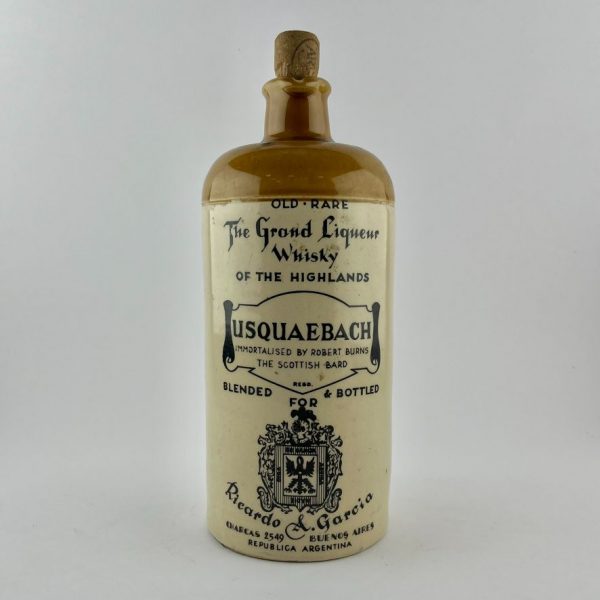 OLD · RARE
The Grand Liqueur
Whisky
OF THE HIGHLANDS
USQUAEBACH
IMMORTALISED BY ROBERT BURNS
THE SCOTTISH BARD
REGD.
BLENDED & BOTTLED
FOR
Ricardo A. Garcia
CHARCAS 2549 BUENOS AIRES
REPUBLICA ARGENTINA